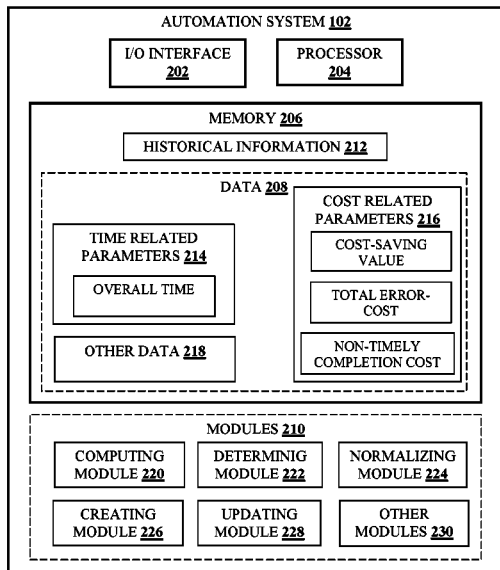 AUTOMATION SYSTEM 102
I/O INTERFACE
202
PROCESSOR
204
MEMORY 206
HISTORICAL INFORMATION 212
DATA 208
TIME RELATED
PARAMETERS 214
OVERALL TIME
OTHER DATA 218
COST RELATED
PARAMETERS 216
COST-SAVING
VALUE
TOTAL ERROR-
COST
NON-TIMELY
COMPLETION COST
MODULES 210
COMPUTING
MODULE 220
DETERMINIG
MODULE 222
NORMALIZING
MODULE 224
CREATING
MODULE 226
UPDATING
MODULE 228
OTHER
MODULES 230